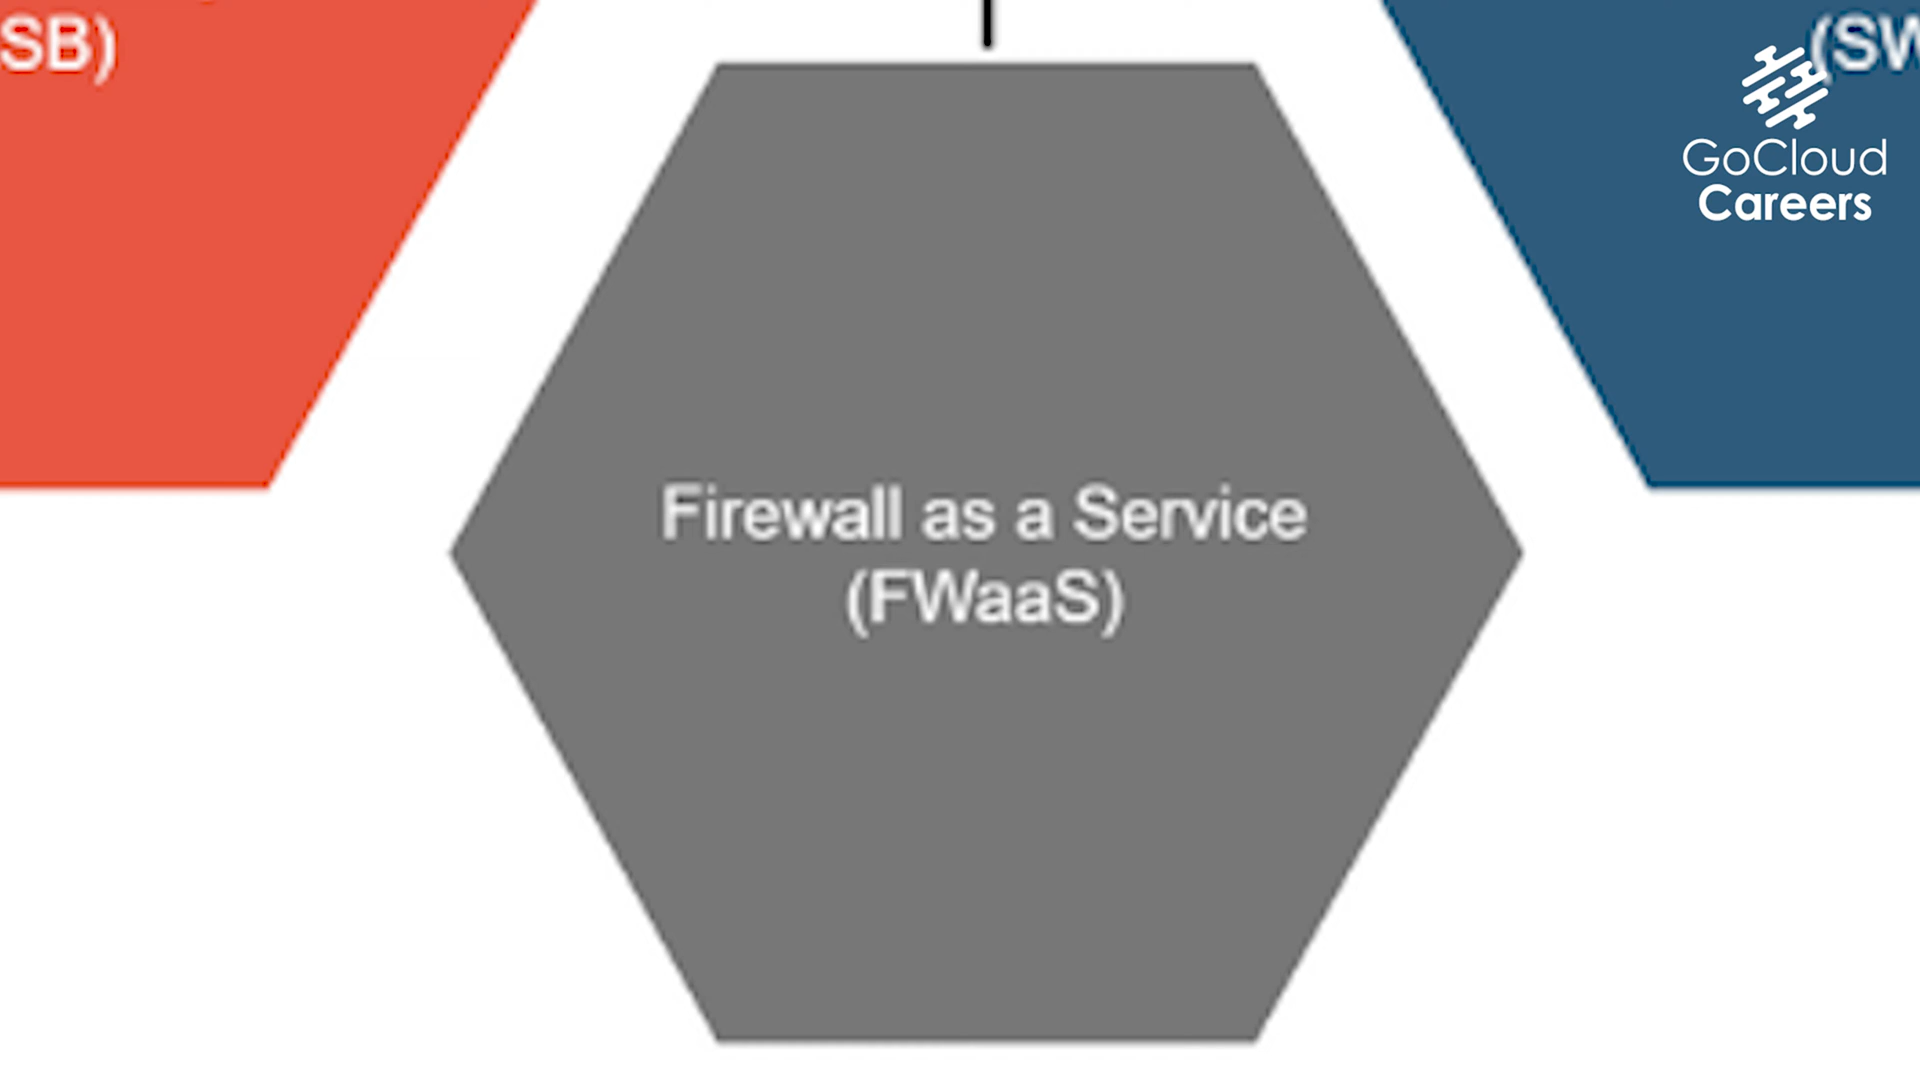 SB)
(SW
GoCloud
Careers
Firewall as a Service
(FWaaS)